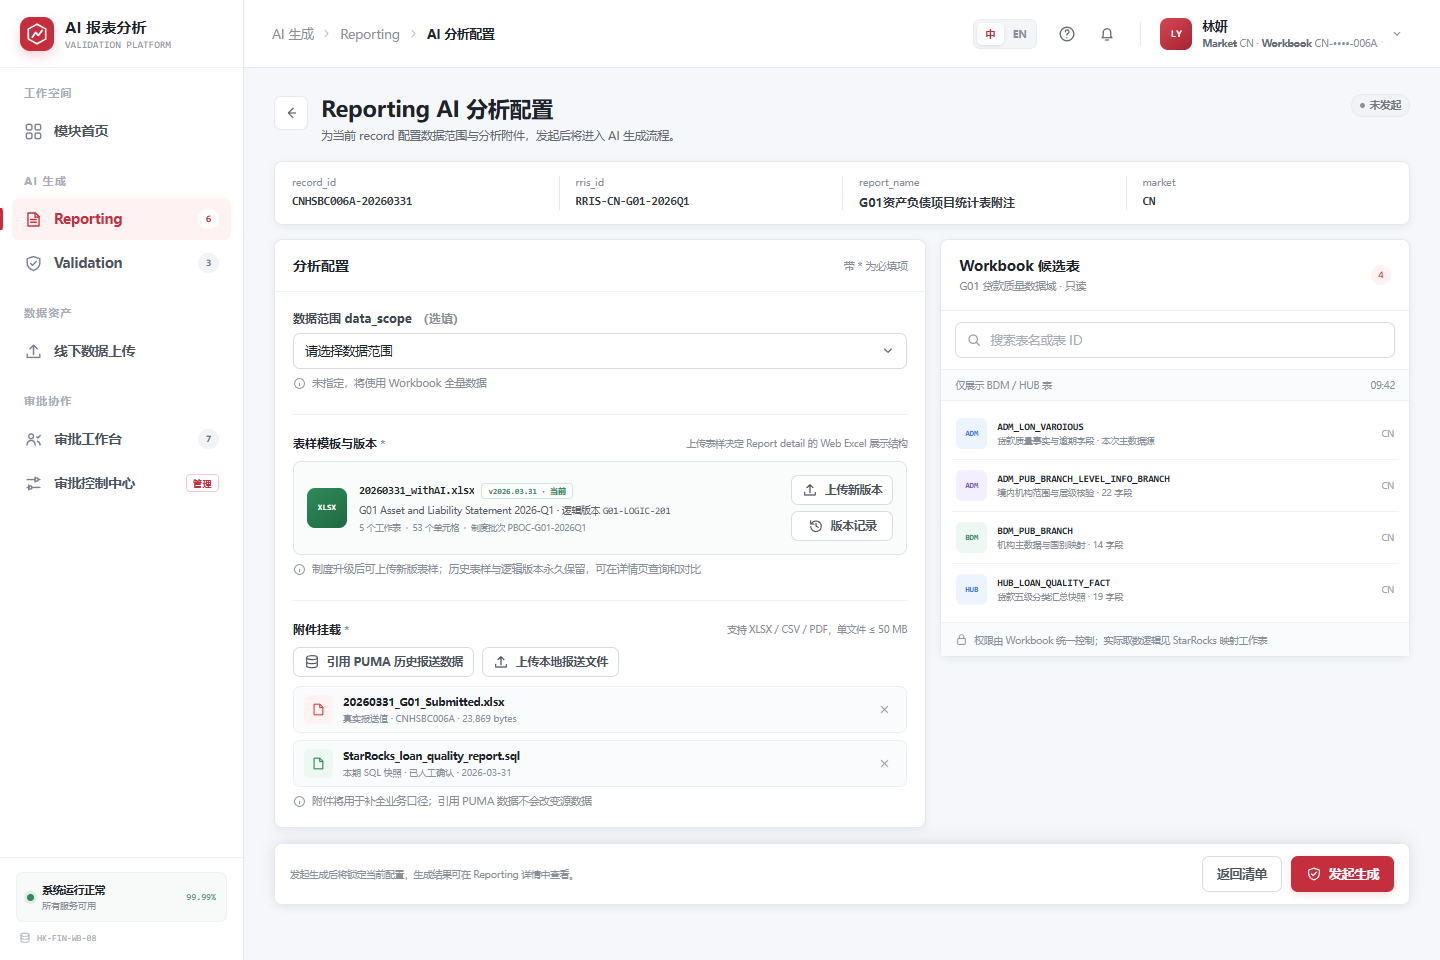 AI 报表分析
VALIDATION PLATFORM
AI 生成 > Reporting > AI 分析配置
中 EN
LY
林妍
Market CN · Workbook CN-••••-006A
工作空间
模块首页
AI 生成
Reporting 6
Validation 3
数据资产
线下数据上传
审批协作
审批工作台 7
审批控制中心 管理
系统运行正常
所有服务可用
99.99%
HK-FIN-WB-08
Reporting AI 分析配置
为当前 record 配置数据范围与分析附件，发起后将进入 AI 生成流程。
未发起
record_id
CNHSBC006A-20260331
rris_id
RRIS-CN-G01-2026Q1
report_name
G01资产负债项目统计表附注
market
CN
分析配置
带 * 为必填项
数据范围 data_scope (选填)
请选择数据范围
未指定，将使用 Workbook 全量数据
表样模板与版本 *
上传表样决定 Report detail 的 Web Excel 展示结构
XLSX
20260331_withAI.xlsx v2026.03.31 · 当前
G01 Asset and Liability Statement 2026-Q1 · 逻辑版本 G01-LOGIC-201
5 个工作表 · 53 个单元格 · 制度批次 PBOC-G01-2026Q1
上传新版本
版本记录
制度升级后可上传新版表样；历史表样与逻辑版本永久保留，可在详情页查询和对比
附件挂载 *
支持 XLSX / CSV / PDF，单文件 ≤ 50 MB
引用 PUMA 历史报送数据
上传本地报送文件
20260331_G01_Submitted.xlsx
真实报送值 · CNHSBC006A · 23,869 bytes
StarRocks_loan_quality_report.sql
本期 SQL 快照 · 已人工确认 · 2026-03-31
附件将用于补全业务口径；引用 PUMA 数据不会改变源数据
Workbook 候选表
G01 贷款质量数据域 · 只读
4
搜索表名或表 ID
仅展示 BDM / HUB 表
09:42
ADM
ADM_LON_VAROIOUS
贷款质量事实与逾期字段 · 本次主数据源
CN
ADM
ADM_PUB_BRANCH_LEVEL_INFO_BRANCH
境内机构范围与层级核验 · 22 字段
CN
BDM
BDM_PUB_BRANCH
机构主数据与国别映射 · 14 字段
CN
HUB
HUB_LOAN_QUALITY_FACT
贷款五级分类汇总快照 · 19 字段
CN
权限由 Workbook 统一控制；实际取数逻辑见 StarRocks 映射工作表
发起生成后将锁定当前配置，生成结果可在 Reporting 详情中查看。
返回清单
发起生成